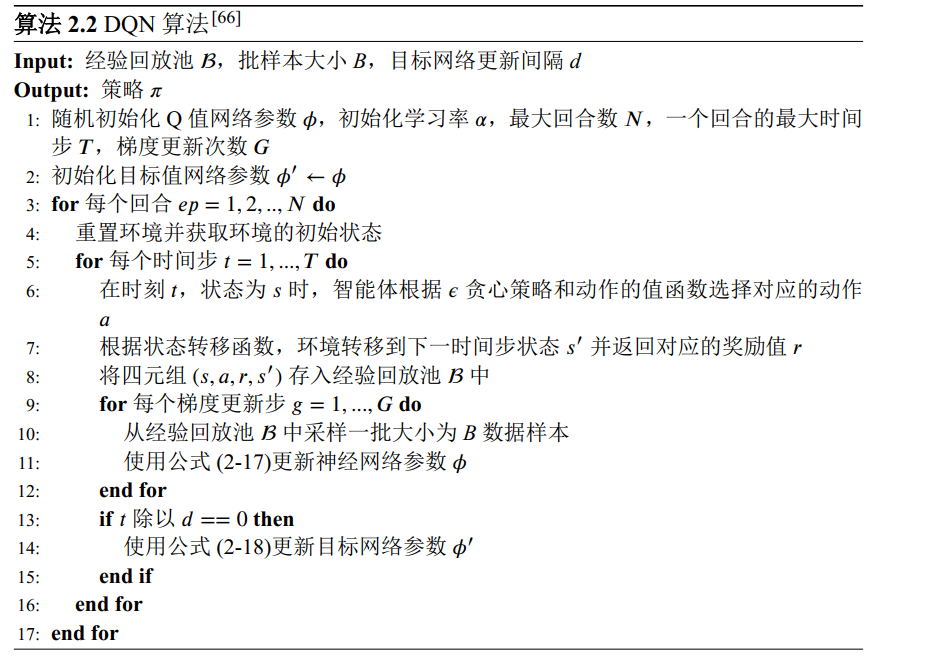 算法 2.2 DQN 算法[66]
Input: 经验回放池 ℬ，批样本大小 B，目标网络更新间隔 d
Output: 策略 π
1: 随机初始化 Q 值网络参数 ϕ，初始化学习率 α，最大回合数 N，一个回合的最大时间
步 T，梯度更新次数 G
2: 初始化目标值网络参数 ϕ′ ← ϕ
3: for 每个回合 ep = 1, 2, .., N do
4: 重置环境并获取环境的初始状态
5: for 每个时间步 t = 1, ..., T do
6: 在时刻 t，状态为 s 时，智能体根据 ϵ 贪心策略和动作的值函数选择对应的动作
a
7: 根据状态转移函数，环境转移到下一时间步状态 s′ 并返回对应的奖励值 r
8: 将四元组 (s, a, r, s′) 存入经验回放池 ℬ 中
9: for 每个梯度更新步 g = 1, ..., G do
10: 从经验回放池 ℬ 中采样一批大小为 B 数据样本
11: 使用公式 (2-17)更新神经网络参数 ϕ
12: end for
13: if t 除以 d == 0 then
14: 使用公式 (2-18)更新目标网络参数 ϕ′
15: end if
16: end for
17: end for